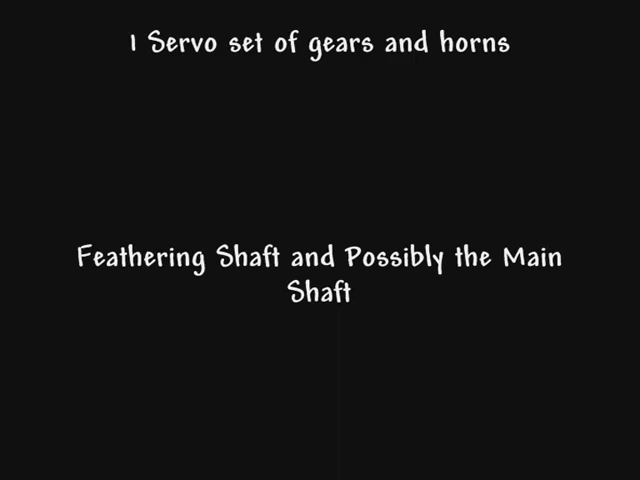 1 Servo set of gears and horns
Feathering Shaft and Possibly the Main
Shaft